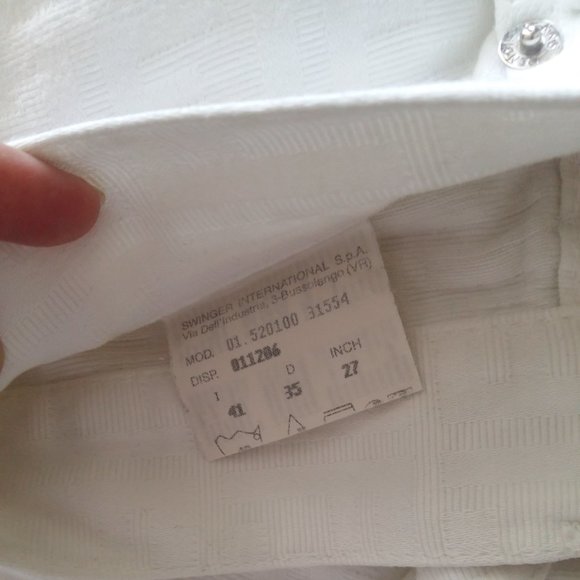 SWINGER INTERNATIONAL S.p.A.
Via Dell'Industria, 3-Bussolengo (VR)
MOD. 01.520100 31554
DISP. 011206
I D INCH
41 35 27